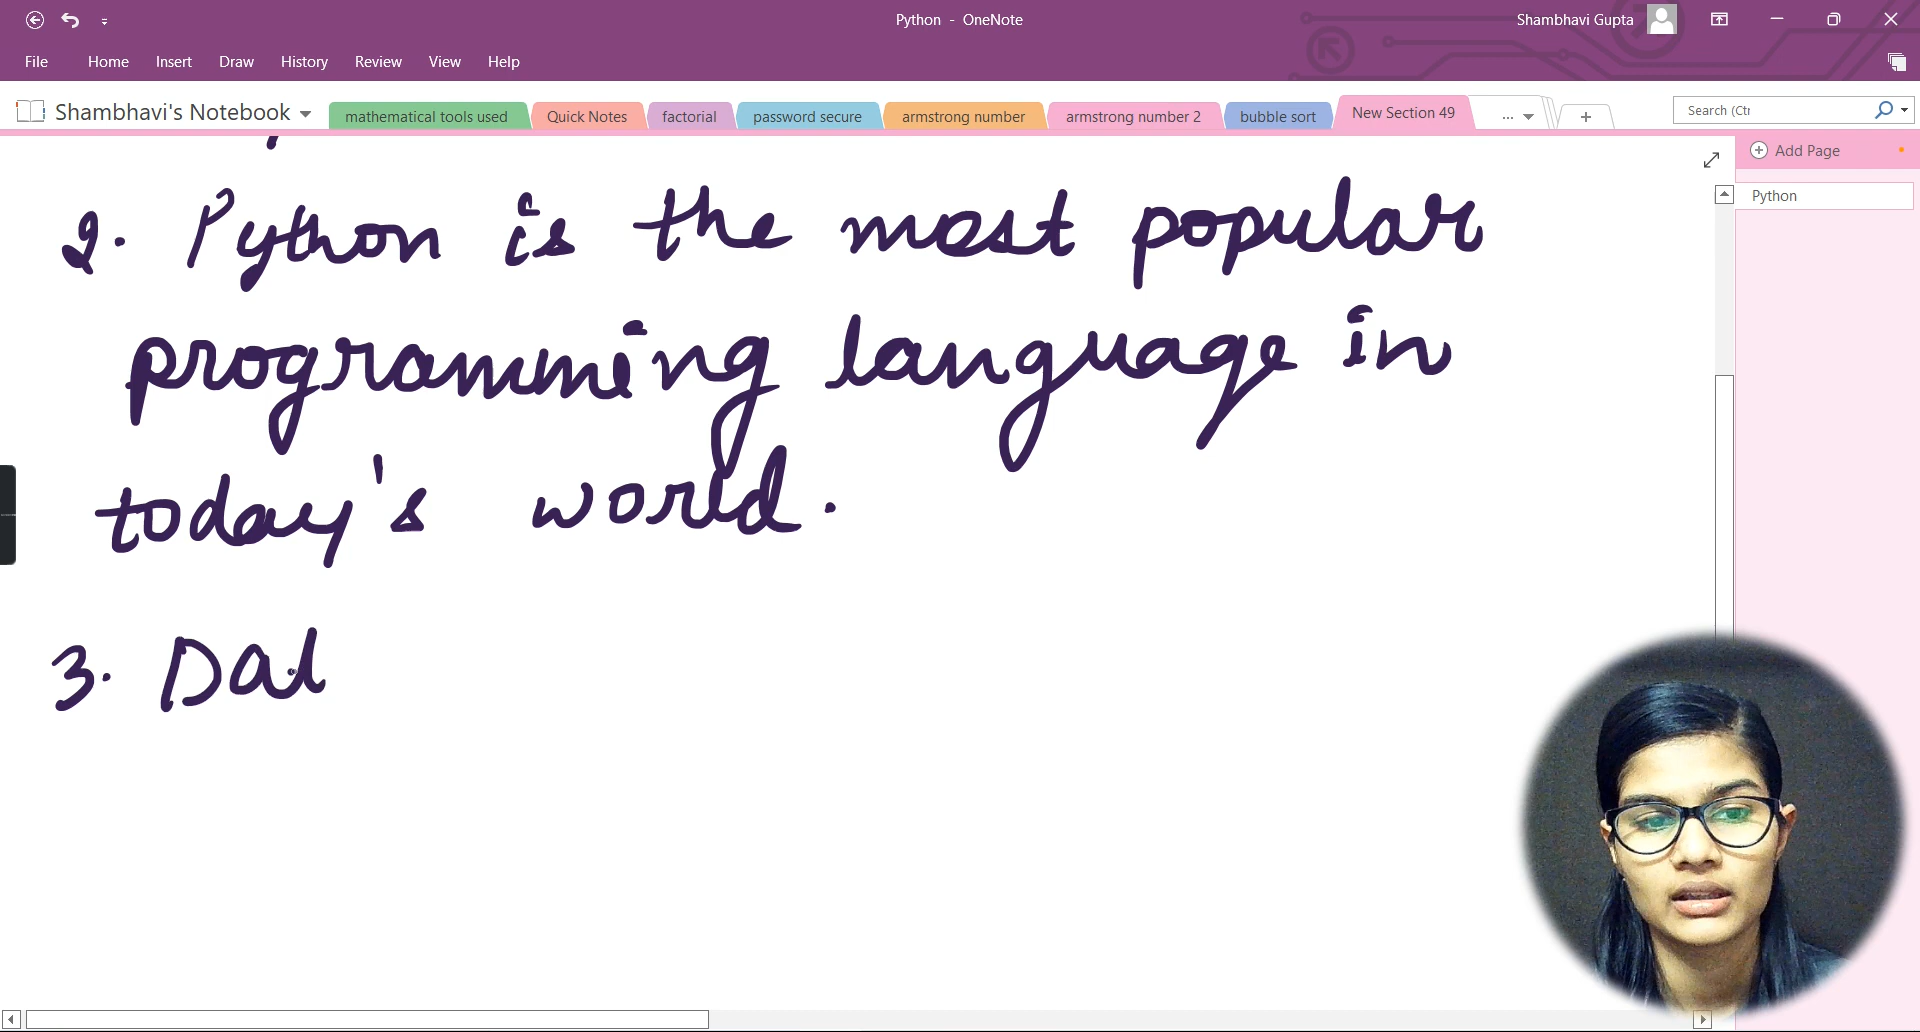 Python - OneNote
Shambhavi Gupta
File Home Insert Draw History Review View Help
Shambhavi's Notebook
mathematical tools used Quick Notes factorial password secure armstrong number armstrong number 2 bubble sort New Section 49 ... +
Search (Ctr
Add Page
Python
2. Python is the most popular
programming language in
today's world.
3. Dat